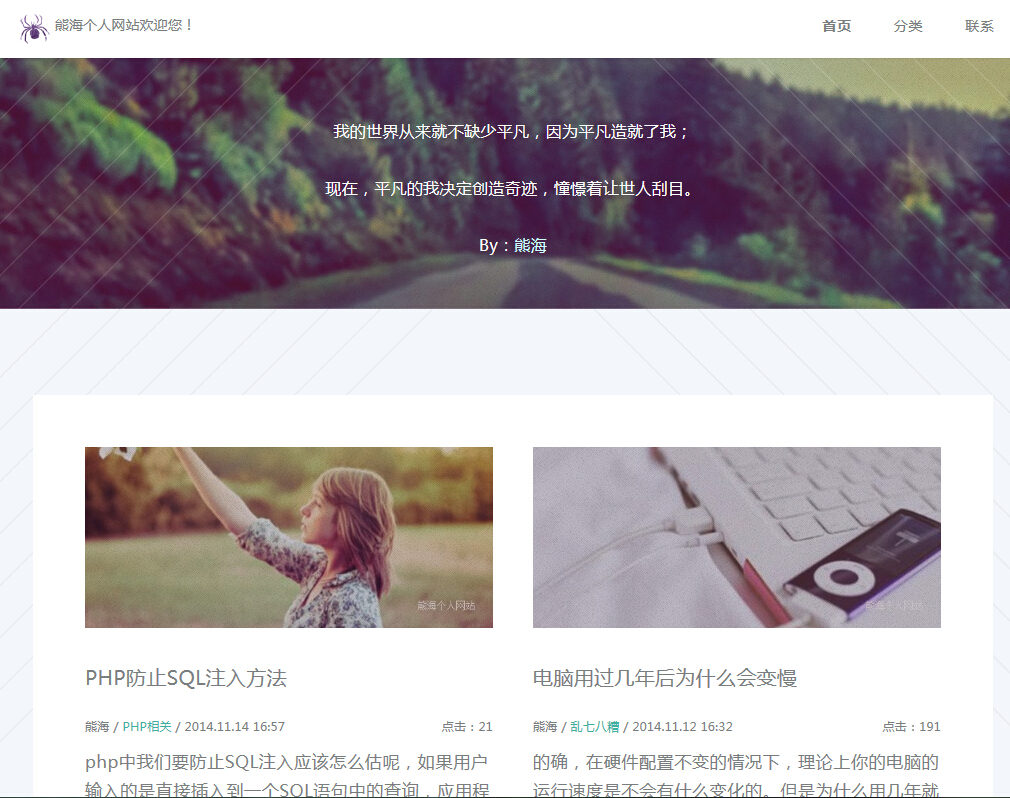 熊海个人网站欢迎您！
首页 分类 联系
我的世界从来就不缺少平凡，因为平凡造就了我；
现在，平凡的我决定创造奇迹，憧憬着让世人刮目。
By：熊海
熊海个人网站
熊海个人网站
PHP防止SQL注入方法
熊海 / PHP相关 / 2014.11.14 16:57 点击：21
php中我们要防止SQL注入应该怎么估呢，如果用户
输入的是直接插入到一个SQL语句中的查询，应用程
电脑用过几年后为什么会变慢
熊海 / 乱七八糟 / 2014.11.12 16:32 点击：191
的确，在硬件配置不变的情况下，理论上你的电脑的
运行速度是不会有什么变化的。但是为什么用几年就